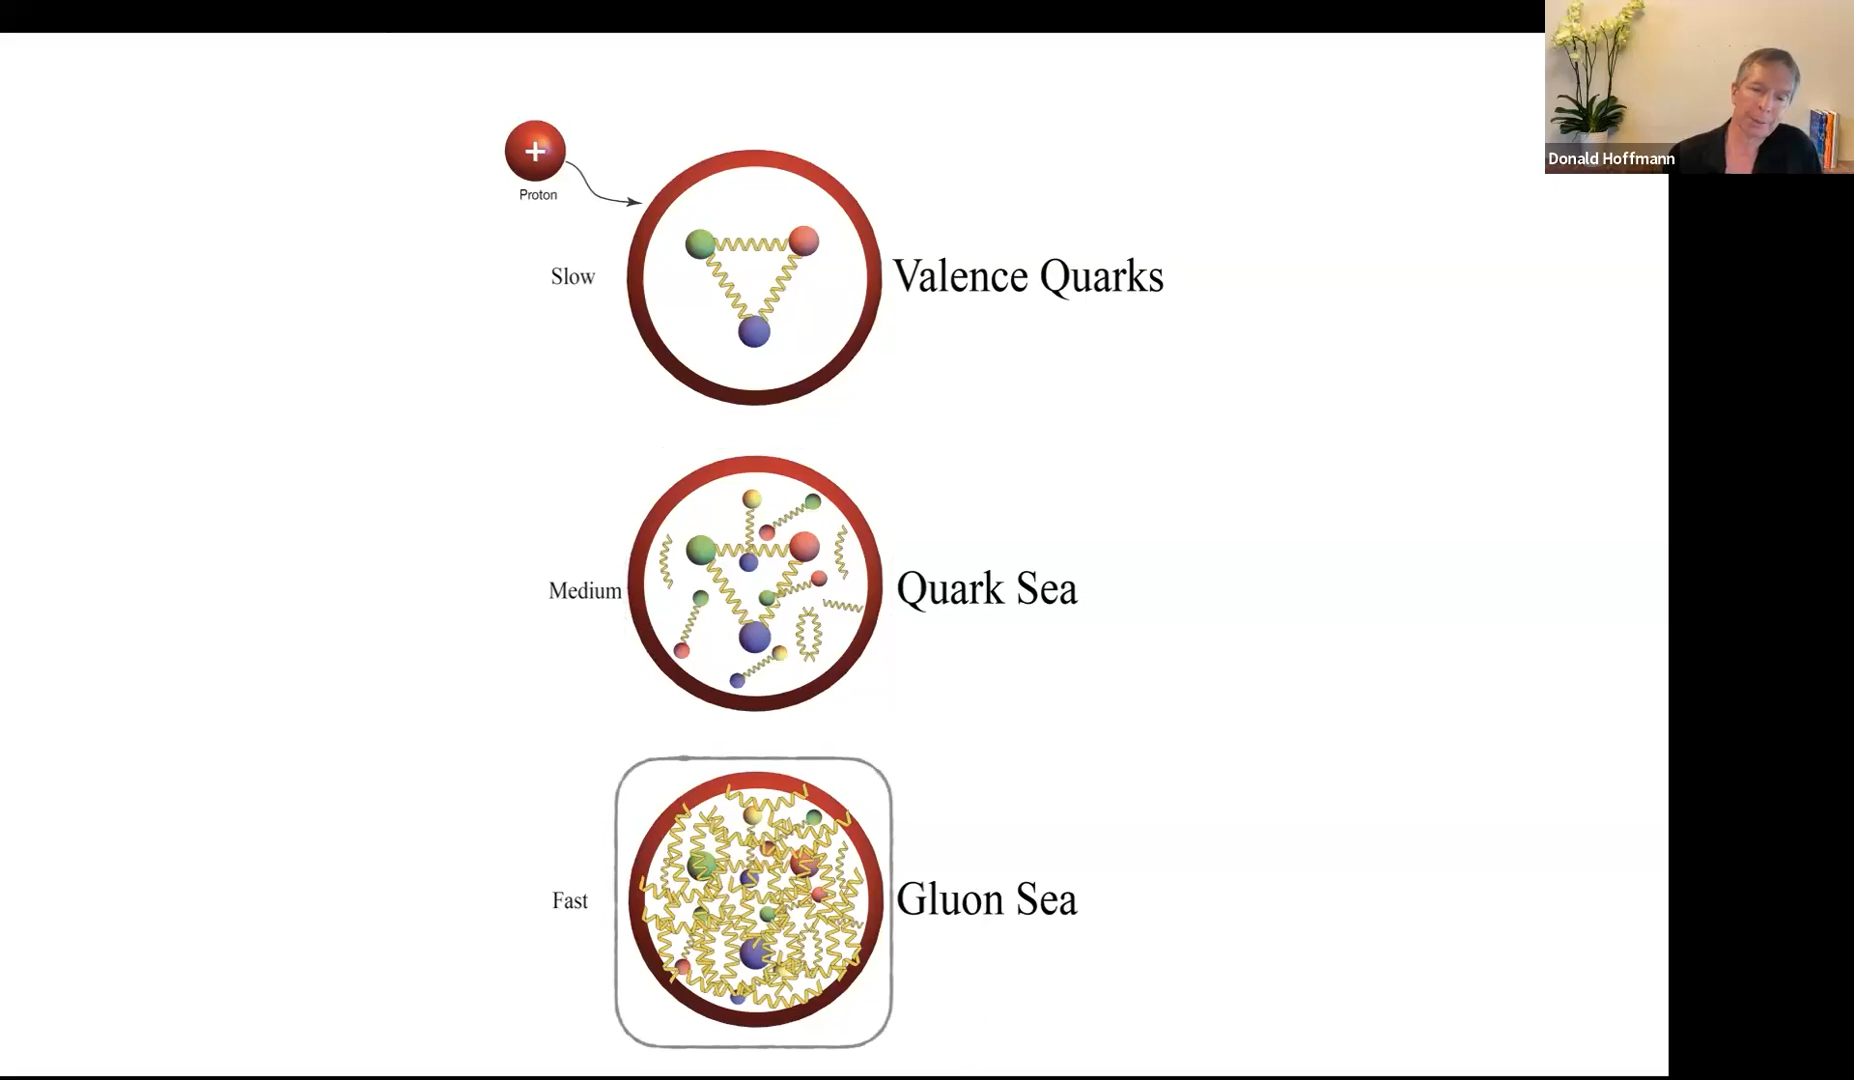 Donald Hoffmann
+
Proton
Slow
Valence Quarks
Medium
Quark Sea
Fast
Gluon Sea